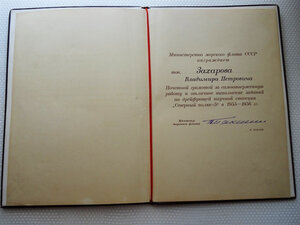 Министерство морского флота СССР
награждает
тов. Захарова
Владимира Петровича
Почетной грамотой за самоотверженную
работу и отличное выполнение заданий
на дрейфующей научной станции
„Северный полюс-5" в 1955–1956 гг.
Министр
морского флота